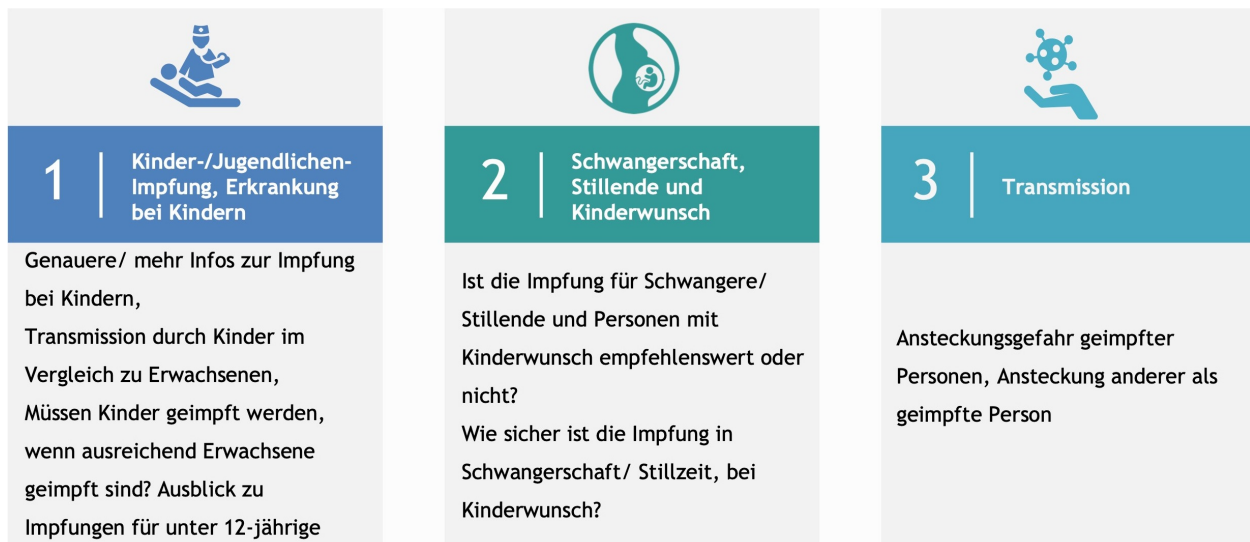 1
Kinder-/Jugendlichen-
Impfung, Erkrankung
bei Kindern
Genauere/ mehr Infos zur Impfung
bei Kindern,
Transmission durch Kinder im
Vergleich zu Erwachsenen,
Müssen Kinder geimpft werden,
wenn ausreichend Erwachsene
geimpft sind? Ausblick zu
Impfungen für unter 12-jährige
2
Schwangerschaft,
Stillende und
Kinderwunsch
Ist die Impfung für Schwangere/
Stillende und Personen mit
Kinderwunsch empfehlenswert oder
nicht?
Wie sicher ist die Impfung in
Schwangerschaft/ Stillzeit, bei
Kinderwunsch?
3
Transmission
Ansteckungsgefahr geimpfter
Personen, Ansteckung anderer als
geimpfte Person